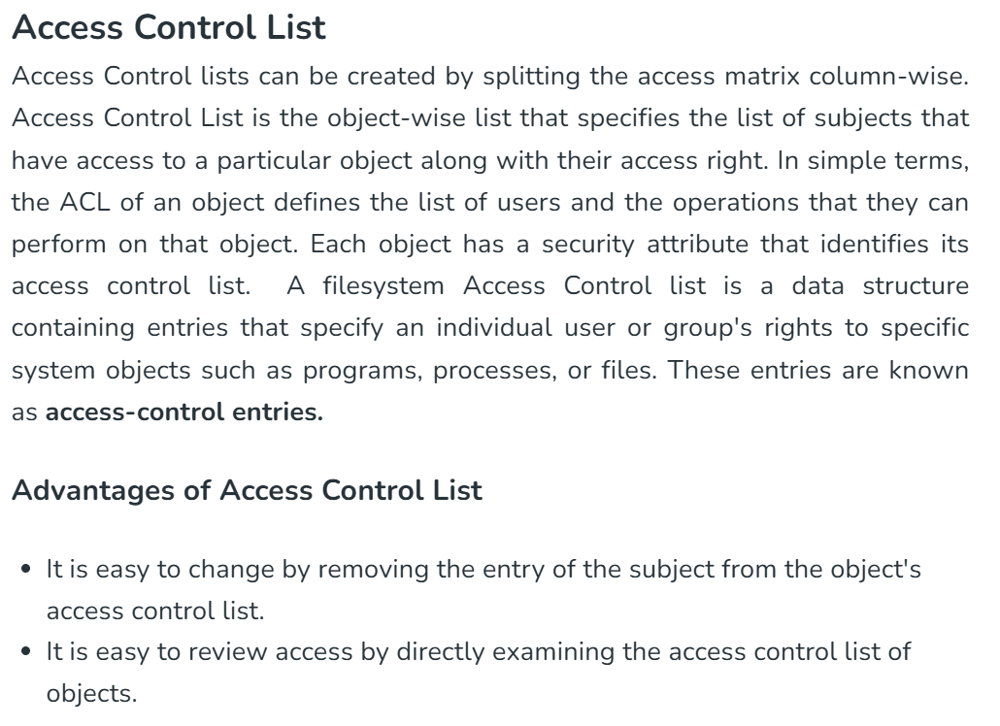 Access Control List
Access Control lists can be created by splitting the access matrix column-wise.
Access Control List is the object-wise list that specifies the list of subjects that
have access to a particular object along with their access right. In simple terms,
the ACL of an object defines the list of users and the operations that they can
perform on that object. Each object has a security attribute that identifies its
access control list.  A filesystem Access Control list is a data structure
containing entries that specify an individual user or group's rights to specific
system objects such as programs, processes, or files. These entries are known
as access-control entries.
Advantages of Access Control List
• It is easy to change by removing the entry of the subject from the object's
access control list.
• It is easy to review access by directly examining the access control list of
objects.